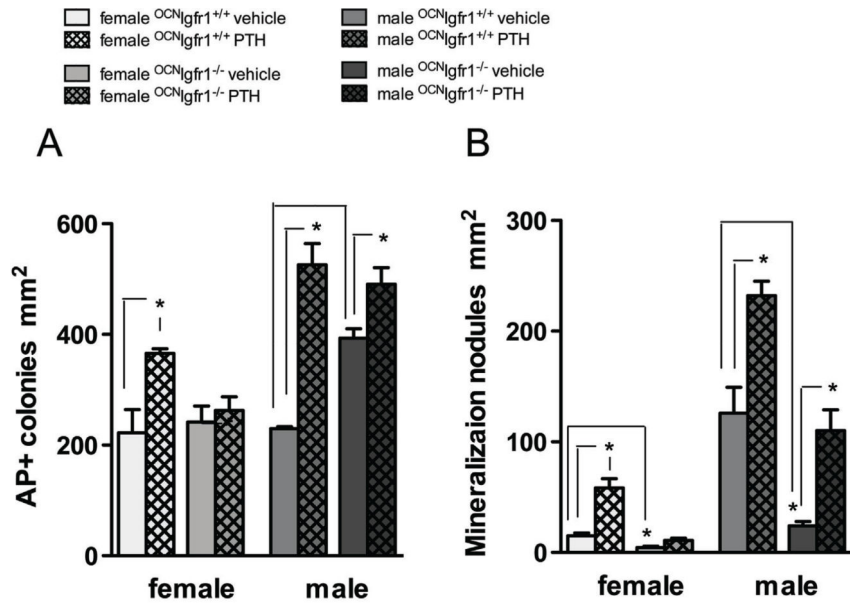 female OCNIgfr1+/+ vehicle
female OCNIgfr1+/+ PTH
female OCNIgfr1-/- vehicle
female OCNIgfr1-/- PTH
male OCNIgfr1+/+ vehicle
male OCNIgfr1+/+ PTH
male OCNIgfr1-/- vehicle
male OCNIgfr1-/- PTH
A
AP+ colonies mm2
600
400
200
0
*
*
*
female
male
B
Mineralizaion nodules mm2
300
200
100
0
*
*
*
*
*
female
male